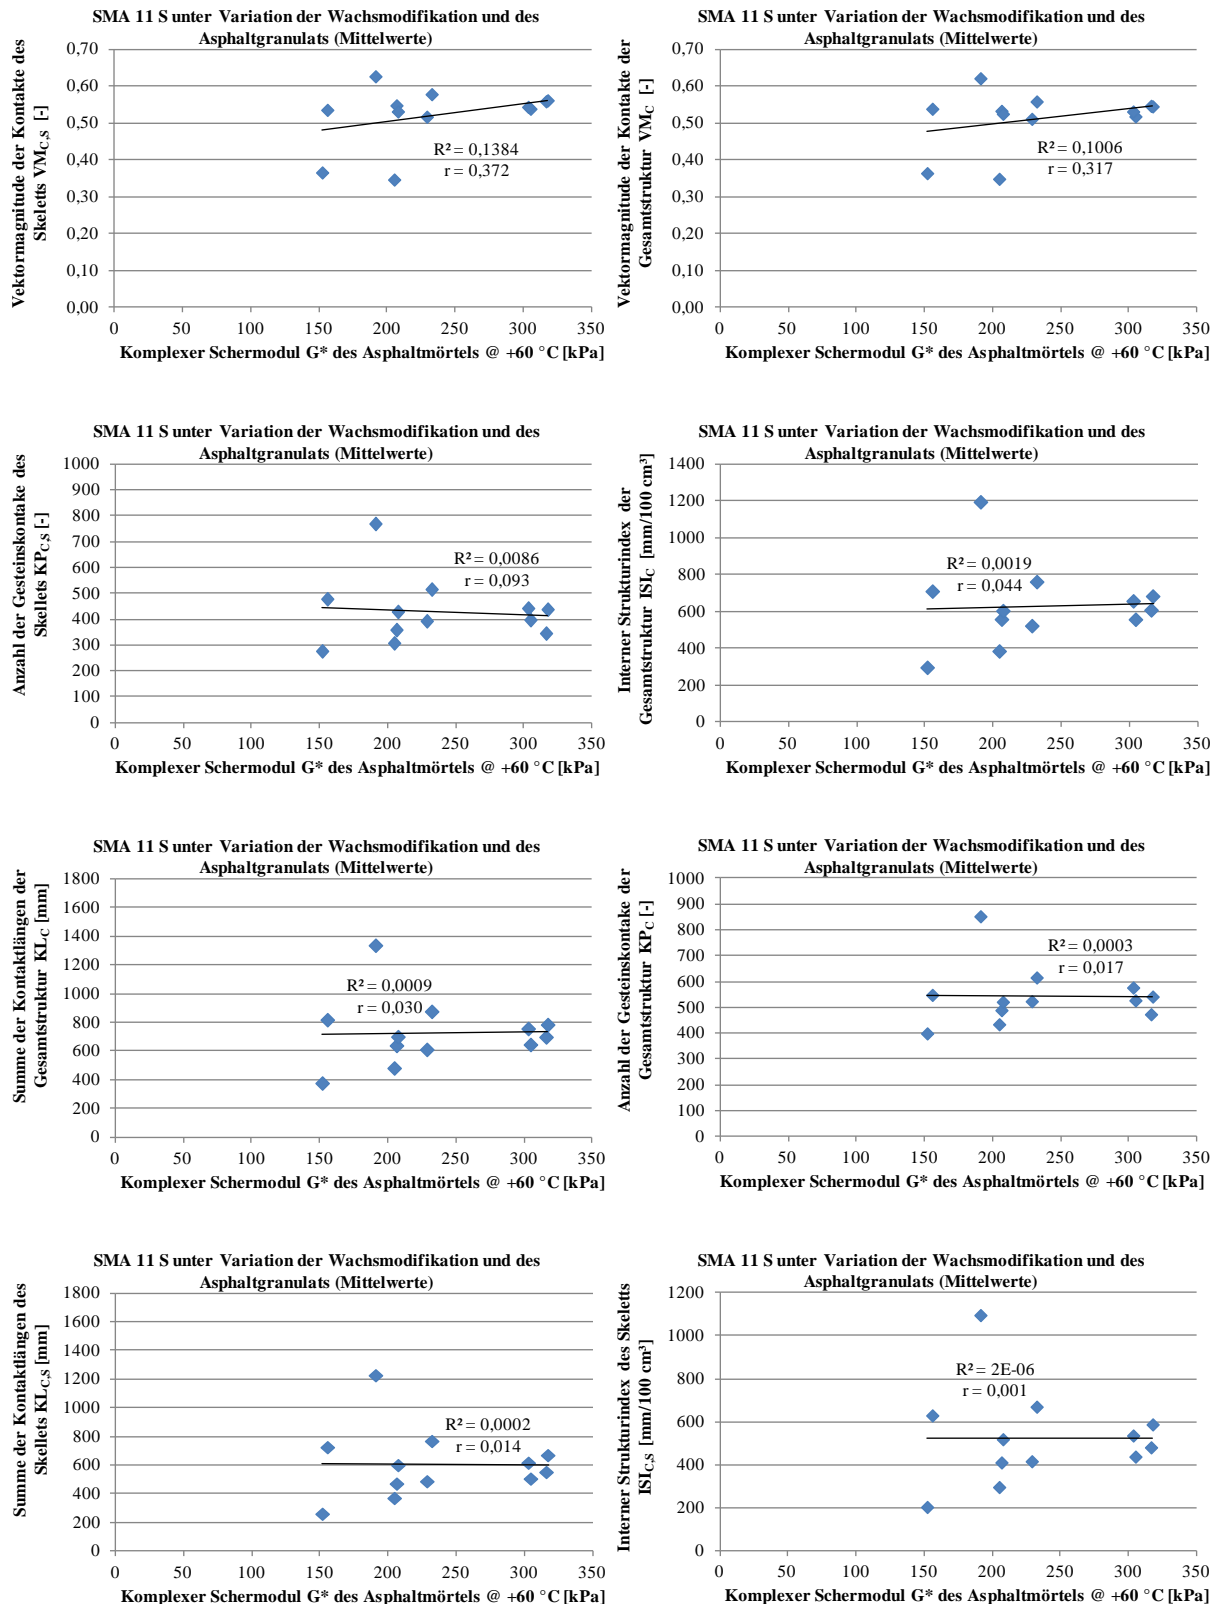 SMA 11 S unter Variation der Wachsmodifikation und des
Asphaltgranulats (Mittelwerte)
Vektormagnitude der Kontakte des
Skeletts VM_C,S [-]
0,70
0,60
0,50
0,40
0,30
0,20
0,10
0,00
R² = 0,1384
r = 0,372
0 50 100 150 200 250 300 350
Komplexer Schermodul G* des Asphaltmörtels @ +60 °C [kPa]
SMA 11 S unter Variation der Wachsmodifikation und des
Asphaltgranulats (Mittelwerte)
Vektormagnitude der Kontakte der
Gesamtstruktur VM_C [-]
0,70
0,60
0,50
0,40
0,30
0,20
0,10
0,00
R² = 0,1006
r = 0,317
0 50 100 150 200 250 300 350
Komplexer Schermodul G* des Asphaltmörtels @ +60 °C [kPa]
SMA 11 S unter Variation der Wachsmodifikation und des
Asphaltgranulats (Mittelwerte)
Anzahl der Gesteinskontake des
Skellets KP_C,S [-]
1000
900
800
700
600
500
400
300
200
100
0
R² = 0,0086
r = 0,093
0 50 100 150 200 250 300 350
Komplexer Schermodul G* des Asphaltmörtels @ +60 °C [kPa]
SMA 11 S unter Variation der Wachsmodifikation und des
Asphaltgranulats (Mittelwerte)
Interner Strukturindex der
Gesamtstruktur ISI_C [mm/100 cm³]
1400
1200
1000
800
600
400
200
0
R² = 0,0019
r = 0,044
0 50 100 150 200 250 300 350
Komplexer Schermodul G* des Asphaltmörtels @ +60 °C [kPa]
SMA 11 S unter Variation der Wachsmodifikation und des
Asphaltgranulats (Mittelwerte)
Summe der Kontaktlängen der
Gesamtstruktur KL_C [mm]
1800
1600
1400
1200
1000
800
600
400
200
0
R² = 0,0009
r = 0,030
0 50 100 150 200 250 300 350
Komplexer Schermodul G* des Asphaltmörtels @ +60 °C [kPa]
SMA 11 S unter Variation der Wachsmodifikation und des
Asphaltgranulats (Mittelwerte)
Anzahl der Gesteinskontake der
Gesamtstruktur KP_C [-]
1000
900
800
700
600
500
400
300
200
100
0
R² = 0,0003
r = 0,017
0 50 100 150 200 250 300 350
Komplexer Schermodul G* des Asphaltmörtels @ +60 °C [kPa]
SMA 11 S unter Variation der Wachsmodifikation und des
Asphaltgranulats (Mittelwerte)
Summe der Kontaktlängen des
Skellets KL_C,S [mm]
1800
1600
1400
1200
1000
800
600
400
200
0
R² = 0,0002
r = 0,014
0 50 100 150 200 250 300 350
Komplexer Schermodul G* des Asphaltmörtels @ +60 °C [kPa]
SMA 11 S unter Variation der Wachsmodifikation und des
Asphaltgranulats (Mittelwerte)
Interner Strukturindex des Skeletts
ISI_C,S [mm/100 cm³]
1200
1000
800
600
400
200
0
R² = 2E-06
r = 0,001
0 50 100 150 200 250 300 350
Komplexer Schermodul G* des Asphaltmörtels @ +60 °C [kPa]